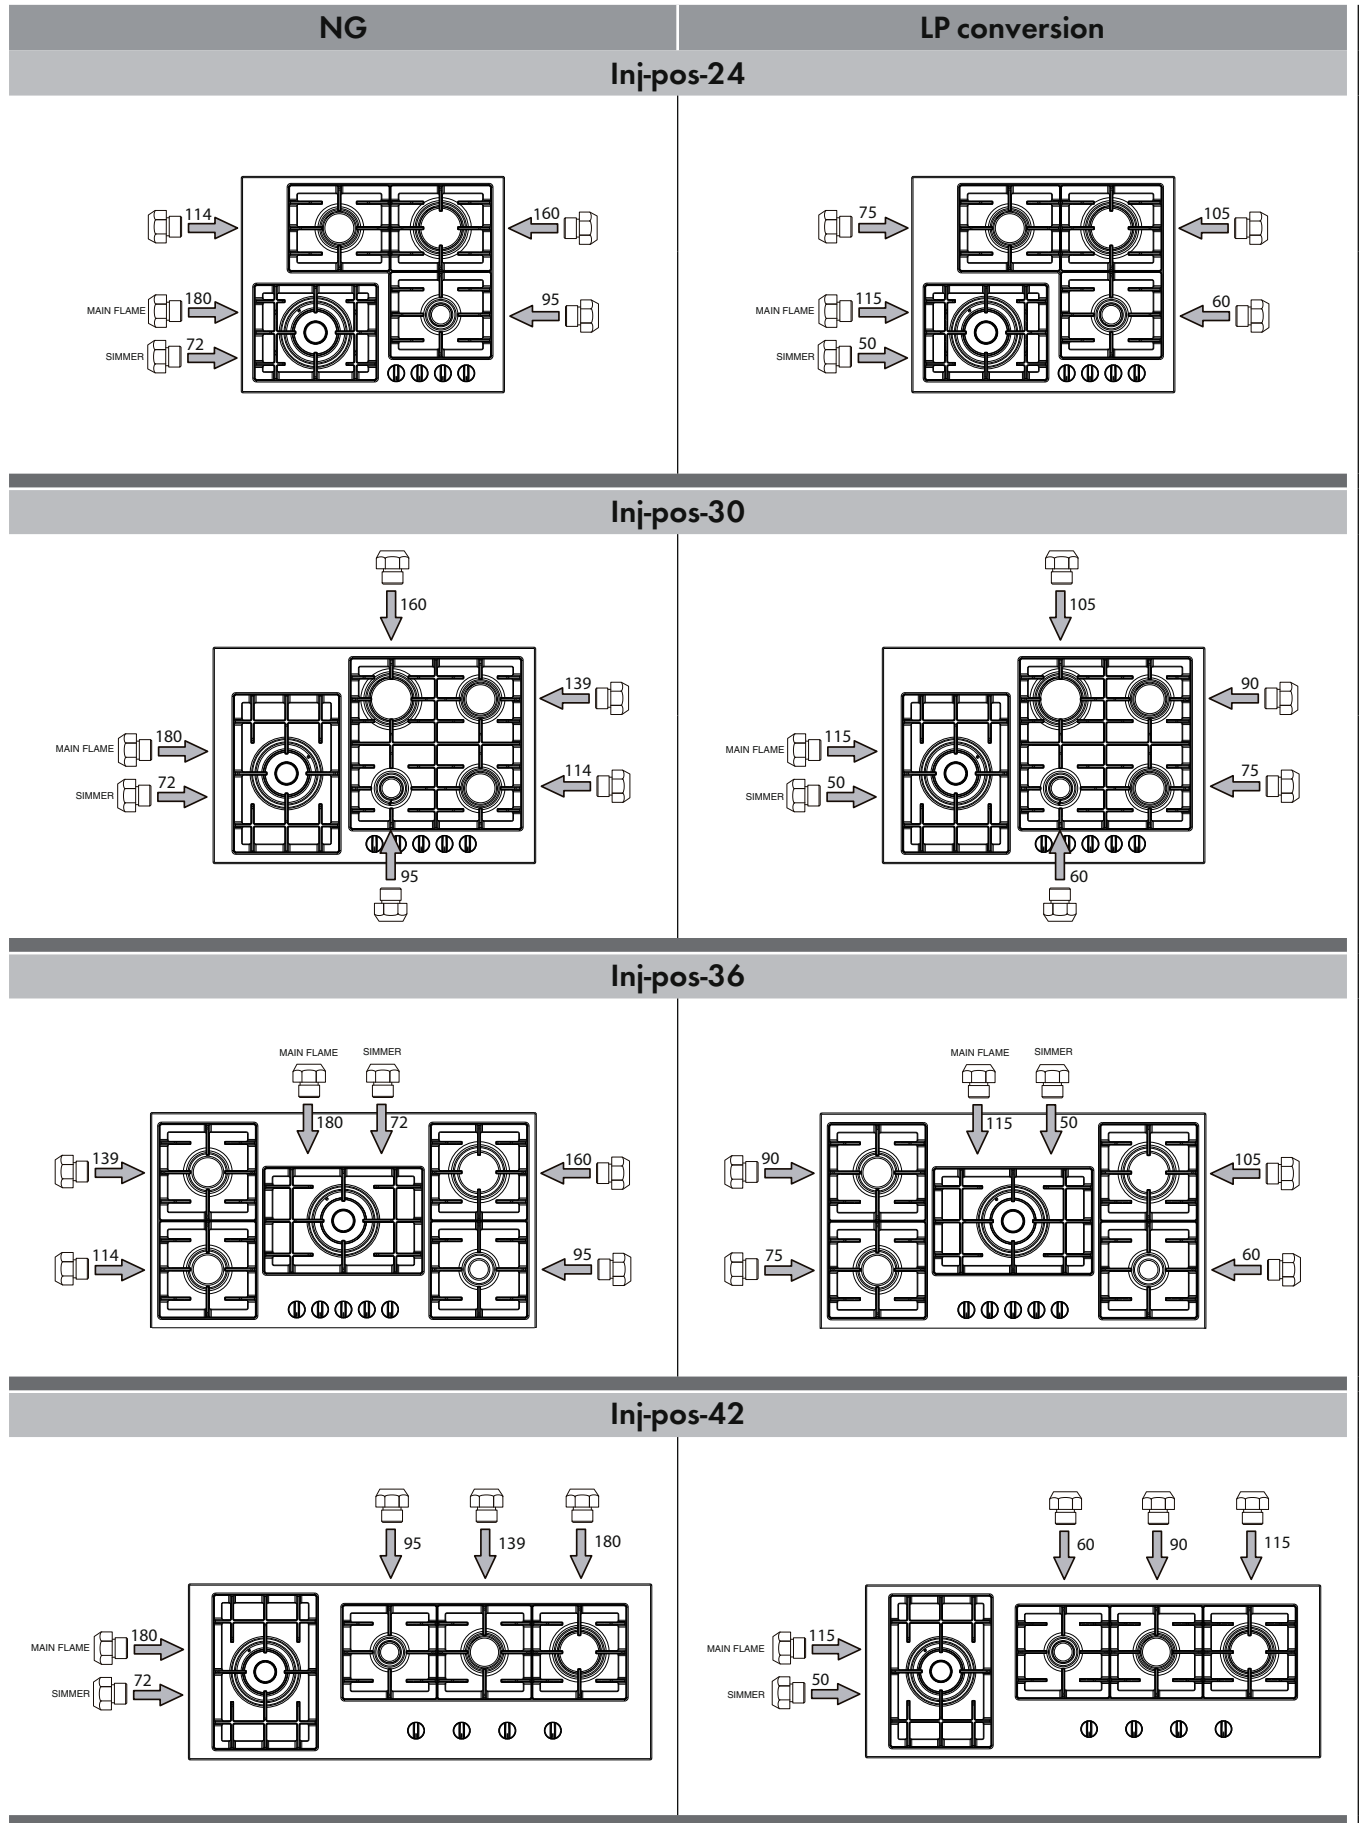 NG
LP conversion
Inj-pos-24
114
160
MAIN FLAME 180
95
SIMMER 72
75
105
MAIN FLAME 115
60
SIMMER 50
Inj-pos-30
160
139
MAIN FLAME 180
SIMMER 72
114
95
105
90
MAIN FLAME 115
SIMMER 50
75
60
Inj-pos-36
MAIN FLAME
SIMMER
180
72
139
160
114
95
MAIN FLAME
SIMMER
115
50
90
105
75
60
Inj-pos-42
95
139
180
MAIN FLAME 180
SIMMER 72
60
90
115
MAIN FLAME 115
SIMMER 50